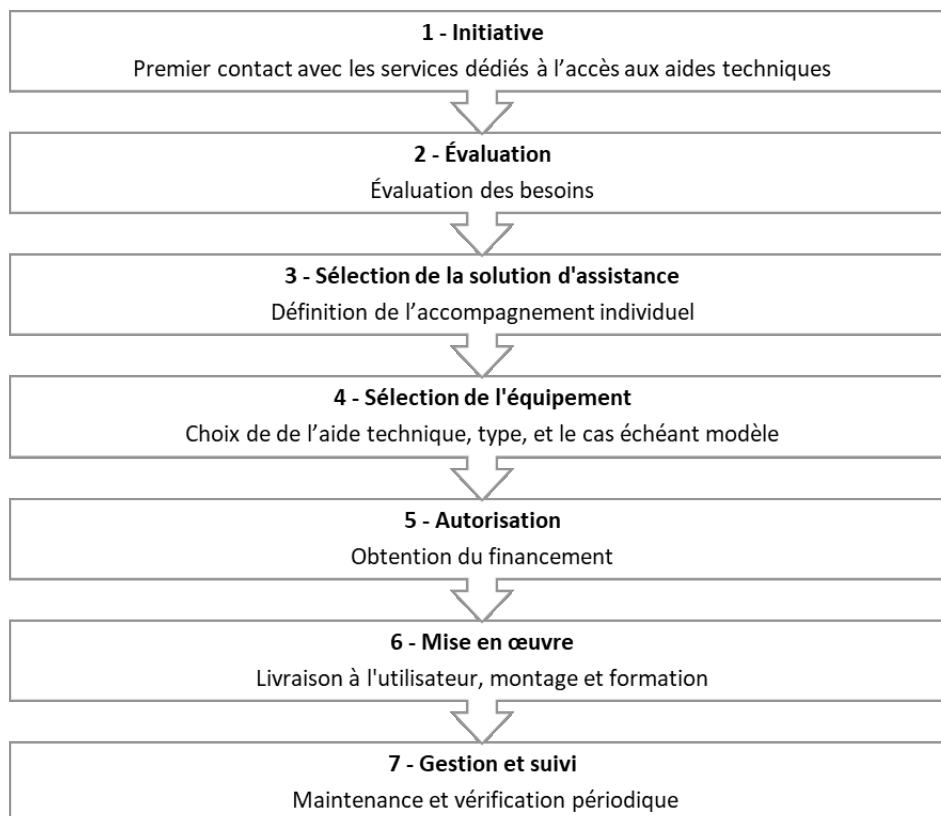 1 - Initiative
Premier contact avec les services dédiés à l’accès aux aides techniques
2 - Évaluation
Évaluation des besoins
3 - Sélection de la solution d'assistance
Définition de l’accompagnement individuel
4 - Sélection de l'équipement
Choix de de l’aide technique, type, et le cas échéant modèle
5 - Autorisation
Obtention du financement
6 - Mise en œuvre
Livraison à l'utilisateur, montage et formation
7 - Gestion et suivi
Maintenance et vérification périodique